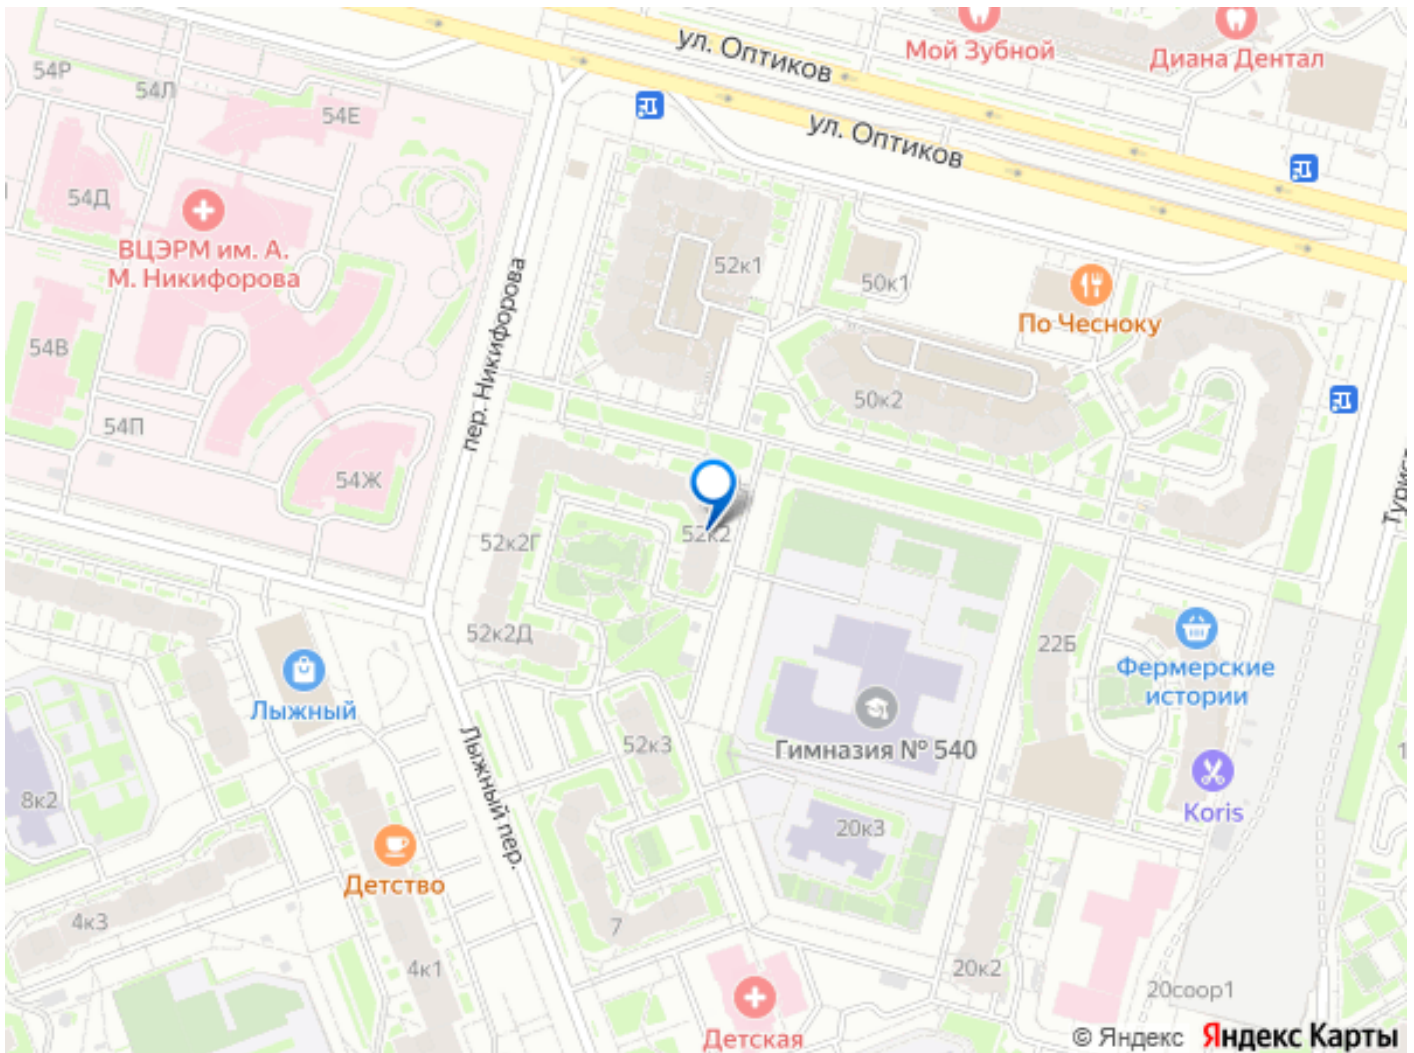 ул. Оптиков
Мой Зубной
Диана Дентал
54Р
54Л
54Е
ул. Оптиков
54Д
ВЦЭРМ им. А.
М. Никифорова
52к1
50к1
По Чесноку
пер. Никифорова
54В
50к2
54П
54Ж
52к2Г
52к2
52к2Д
22Б
Фермерские
истории
Лыжный
Гимназия № 540
52к3
Лыжный пер.
8к2
Koris
20к3
Детство
4к3
7
4к1
20к2
20соор1
Детская
© Яндекс Яндекс Карты